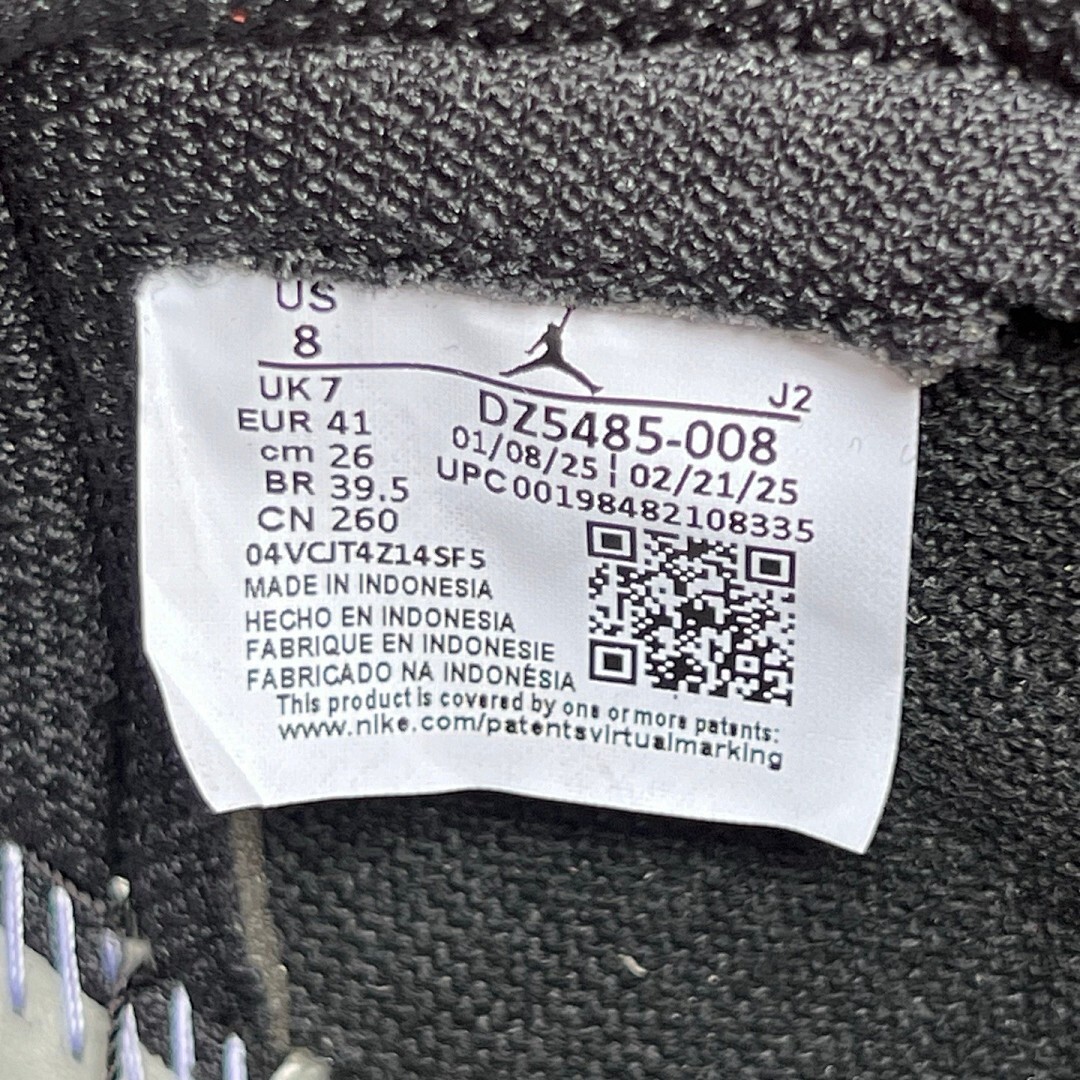 US
8
J2
UK 7
EUR 41
cm 26
BR 39.5
CN 260
DZ5485-008
01/08/25 | 02/21/25
UPC 00198482108335
04VCJT4Z14SF5
MADE IN INDONESIA
HECHO EN INDONESIA
FABRIQUE EN INDONESIE
FABRICADO NA INDONÉSIA
This product is covered by one or more patents:
www.nike.com/patentsvirtualmarking